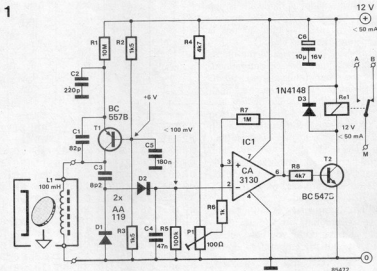 1
12 V
< 50 mA
R1
10M
R2
1k5
R4
4k7
C6
10µ 16V
C2
220p
+6 V
1N4148
D3
Re1
A
B
M
BC
557B
T1
C1
82p
< 100 mV
R7
1M
IC1
12 V
< 50 mA
C5
180n
C3
8p2
L1
100 mH
D2
2x
AA
119
CA
3130
R8
4k7
T2
BC 547B
R6
1k
D1
R3
1k5
C4
47n
R5
100k
P1
100Ω
2
3
4
6
7
0
85472